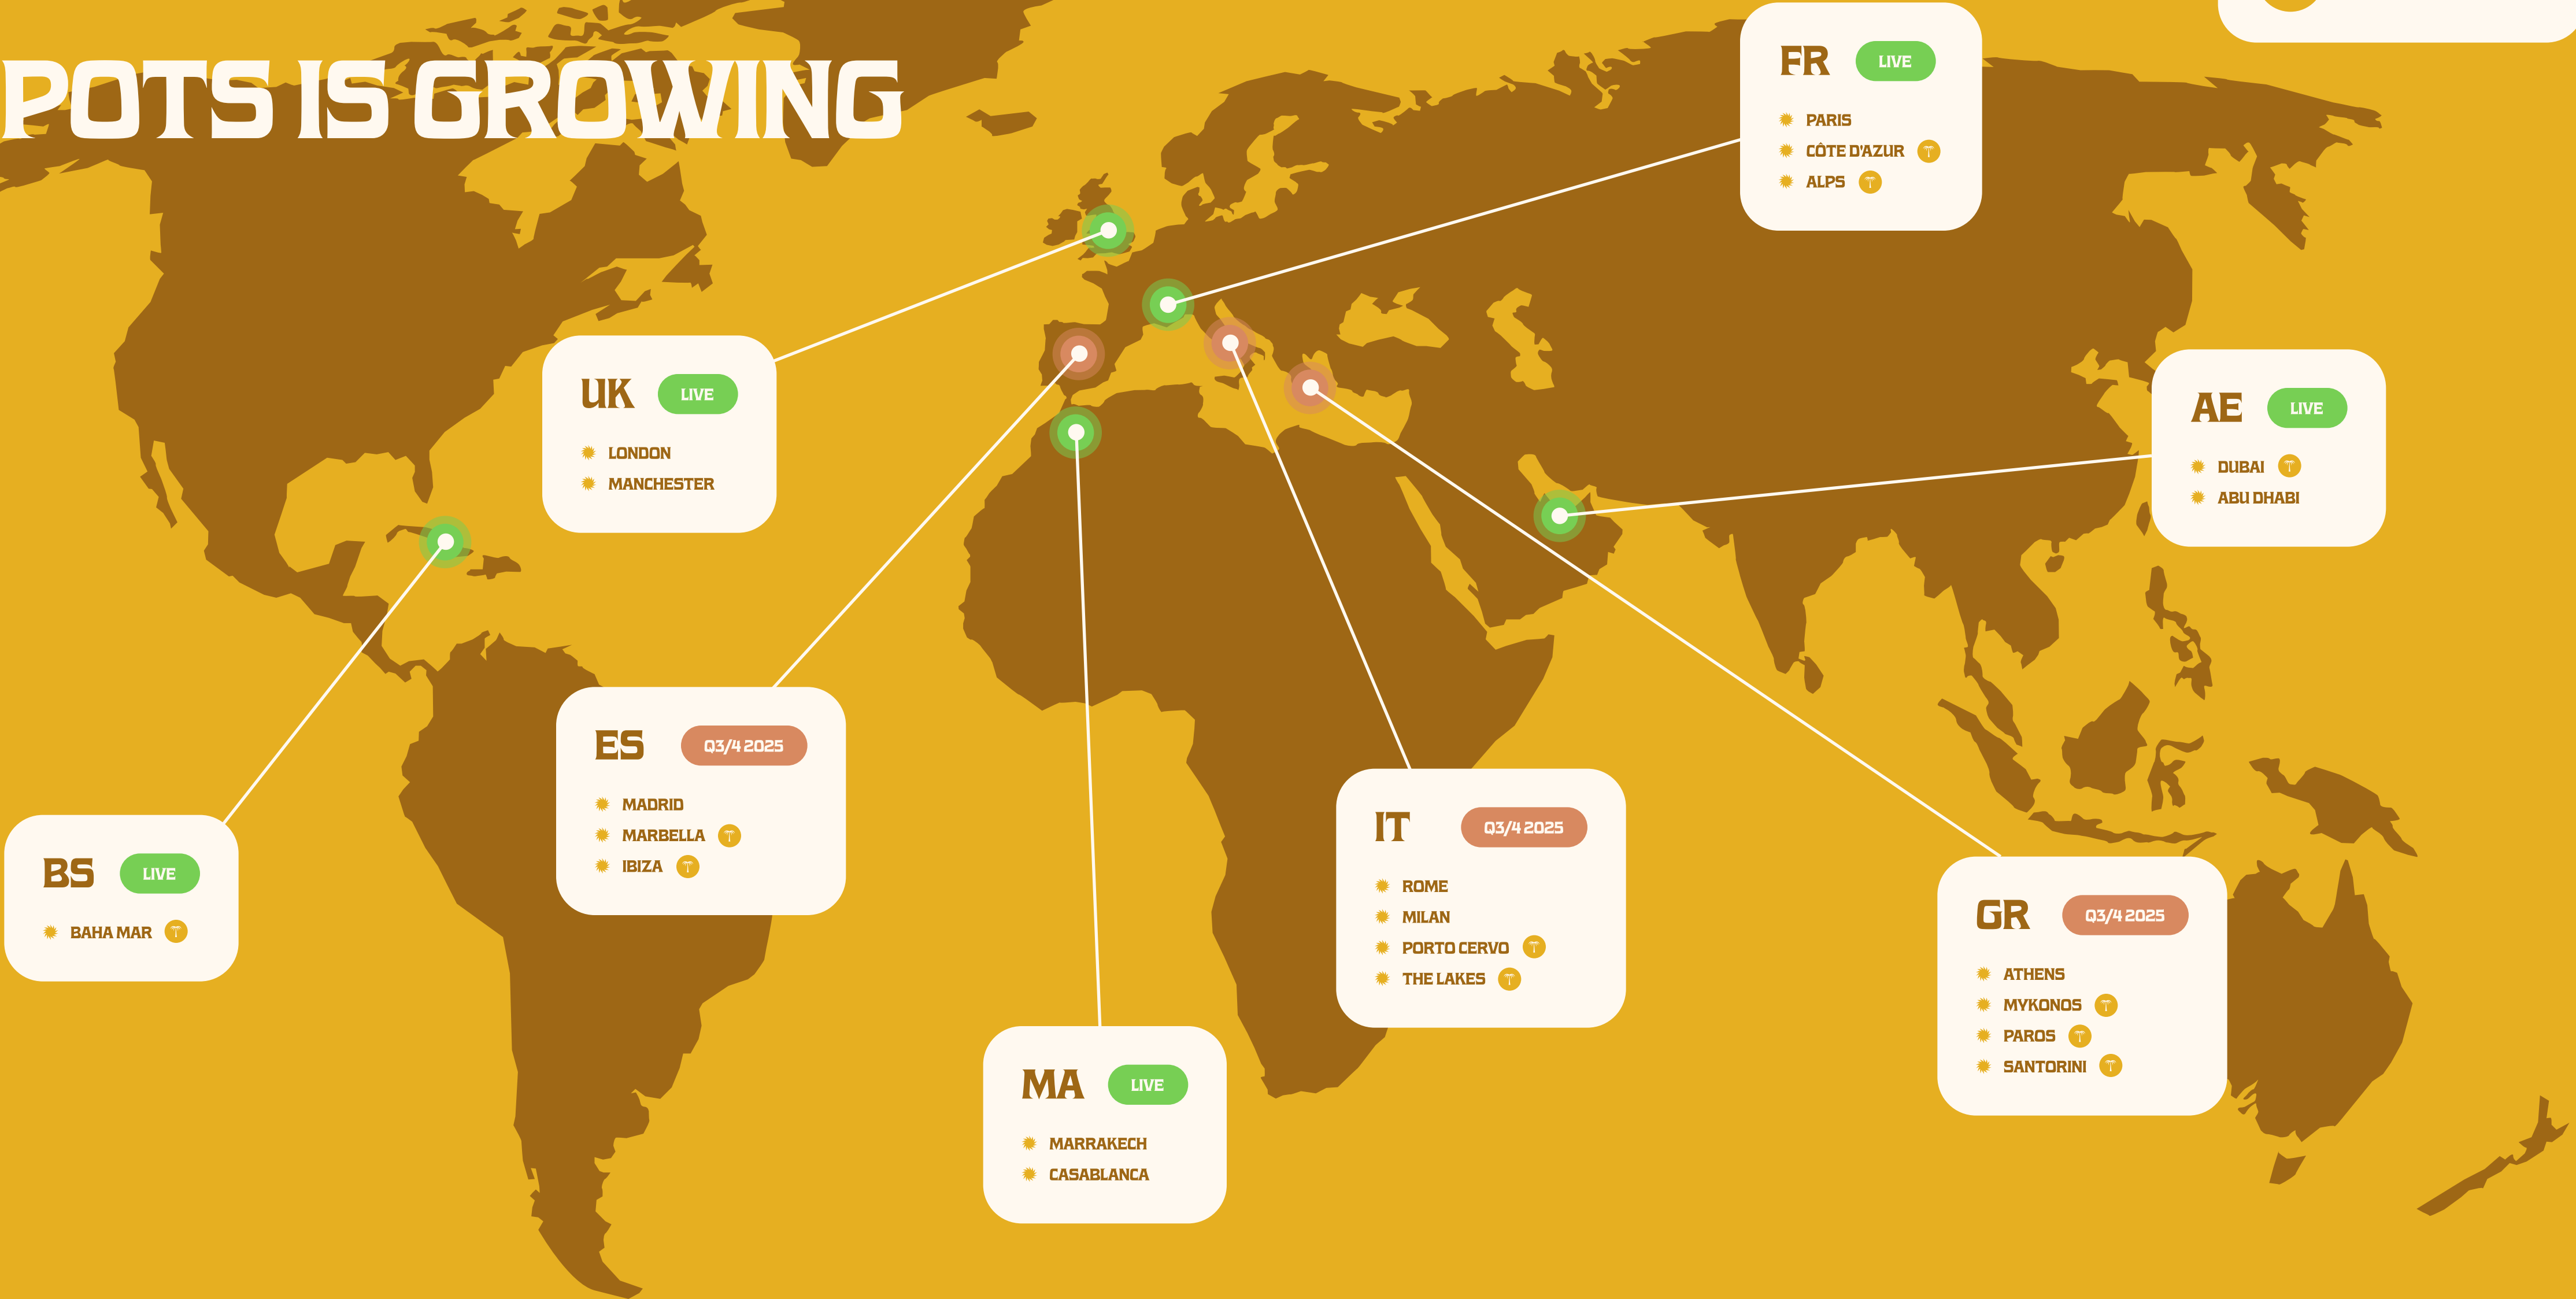 POTS IS GROWING
FR LIVE
PARIS
CÔTE D'AZUR
ALPS
UK LIVE
LONDON
MANCHESTER
AE LIVE
DUBAI
ABU DHABI
ES Q3/4 2025
MADRID
MARBELLA
IBIZA
BS LIVE
BAHA MAR
IT Q3/4 2025
ROME
MILAN
PORTO CERVO
THE LAKES
GR Q3/4 2025
ATHENS
MYKONOS
PAROS
SANTORINI
MA LIVE
MARRAKECH
CASABLANCA